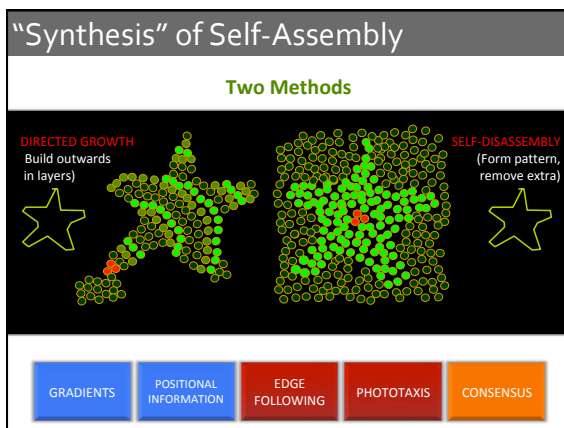 “Synthesis” of Self-Assembly
Two Methods
DIRECTED GROWTH
Build outwards
in layers)
SELF-DISASSEMBLY
(Form pattern,
remove extra)
GRADIENTS
POSITIONAL
INFORMATION
EDGE
FOLLOWING
PHOTOTAXIS
CONSENSUS